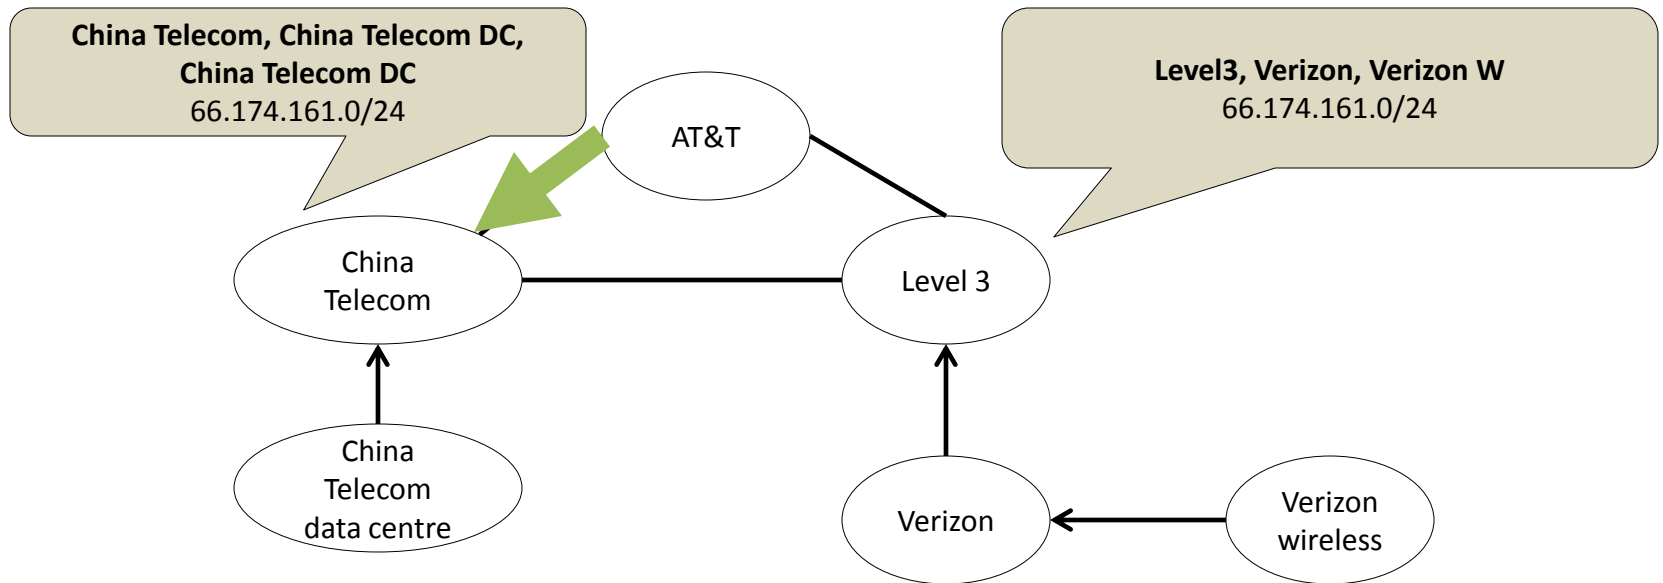 China Telecom, China Telecom DC,
China Telecom DC
66.174.161.0/24
Level3, Verizon, Verizon W
66.174.161.0/24
AT&T
China
Telecom
Level 3
China
Telecom
data centre
Verizon
Verizon
wireless